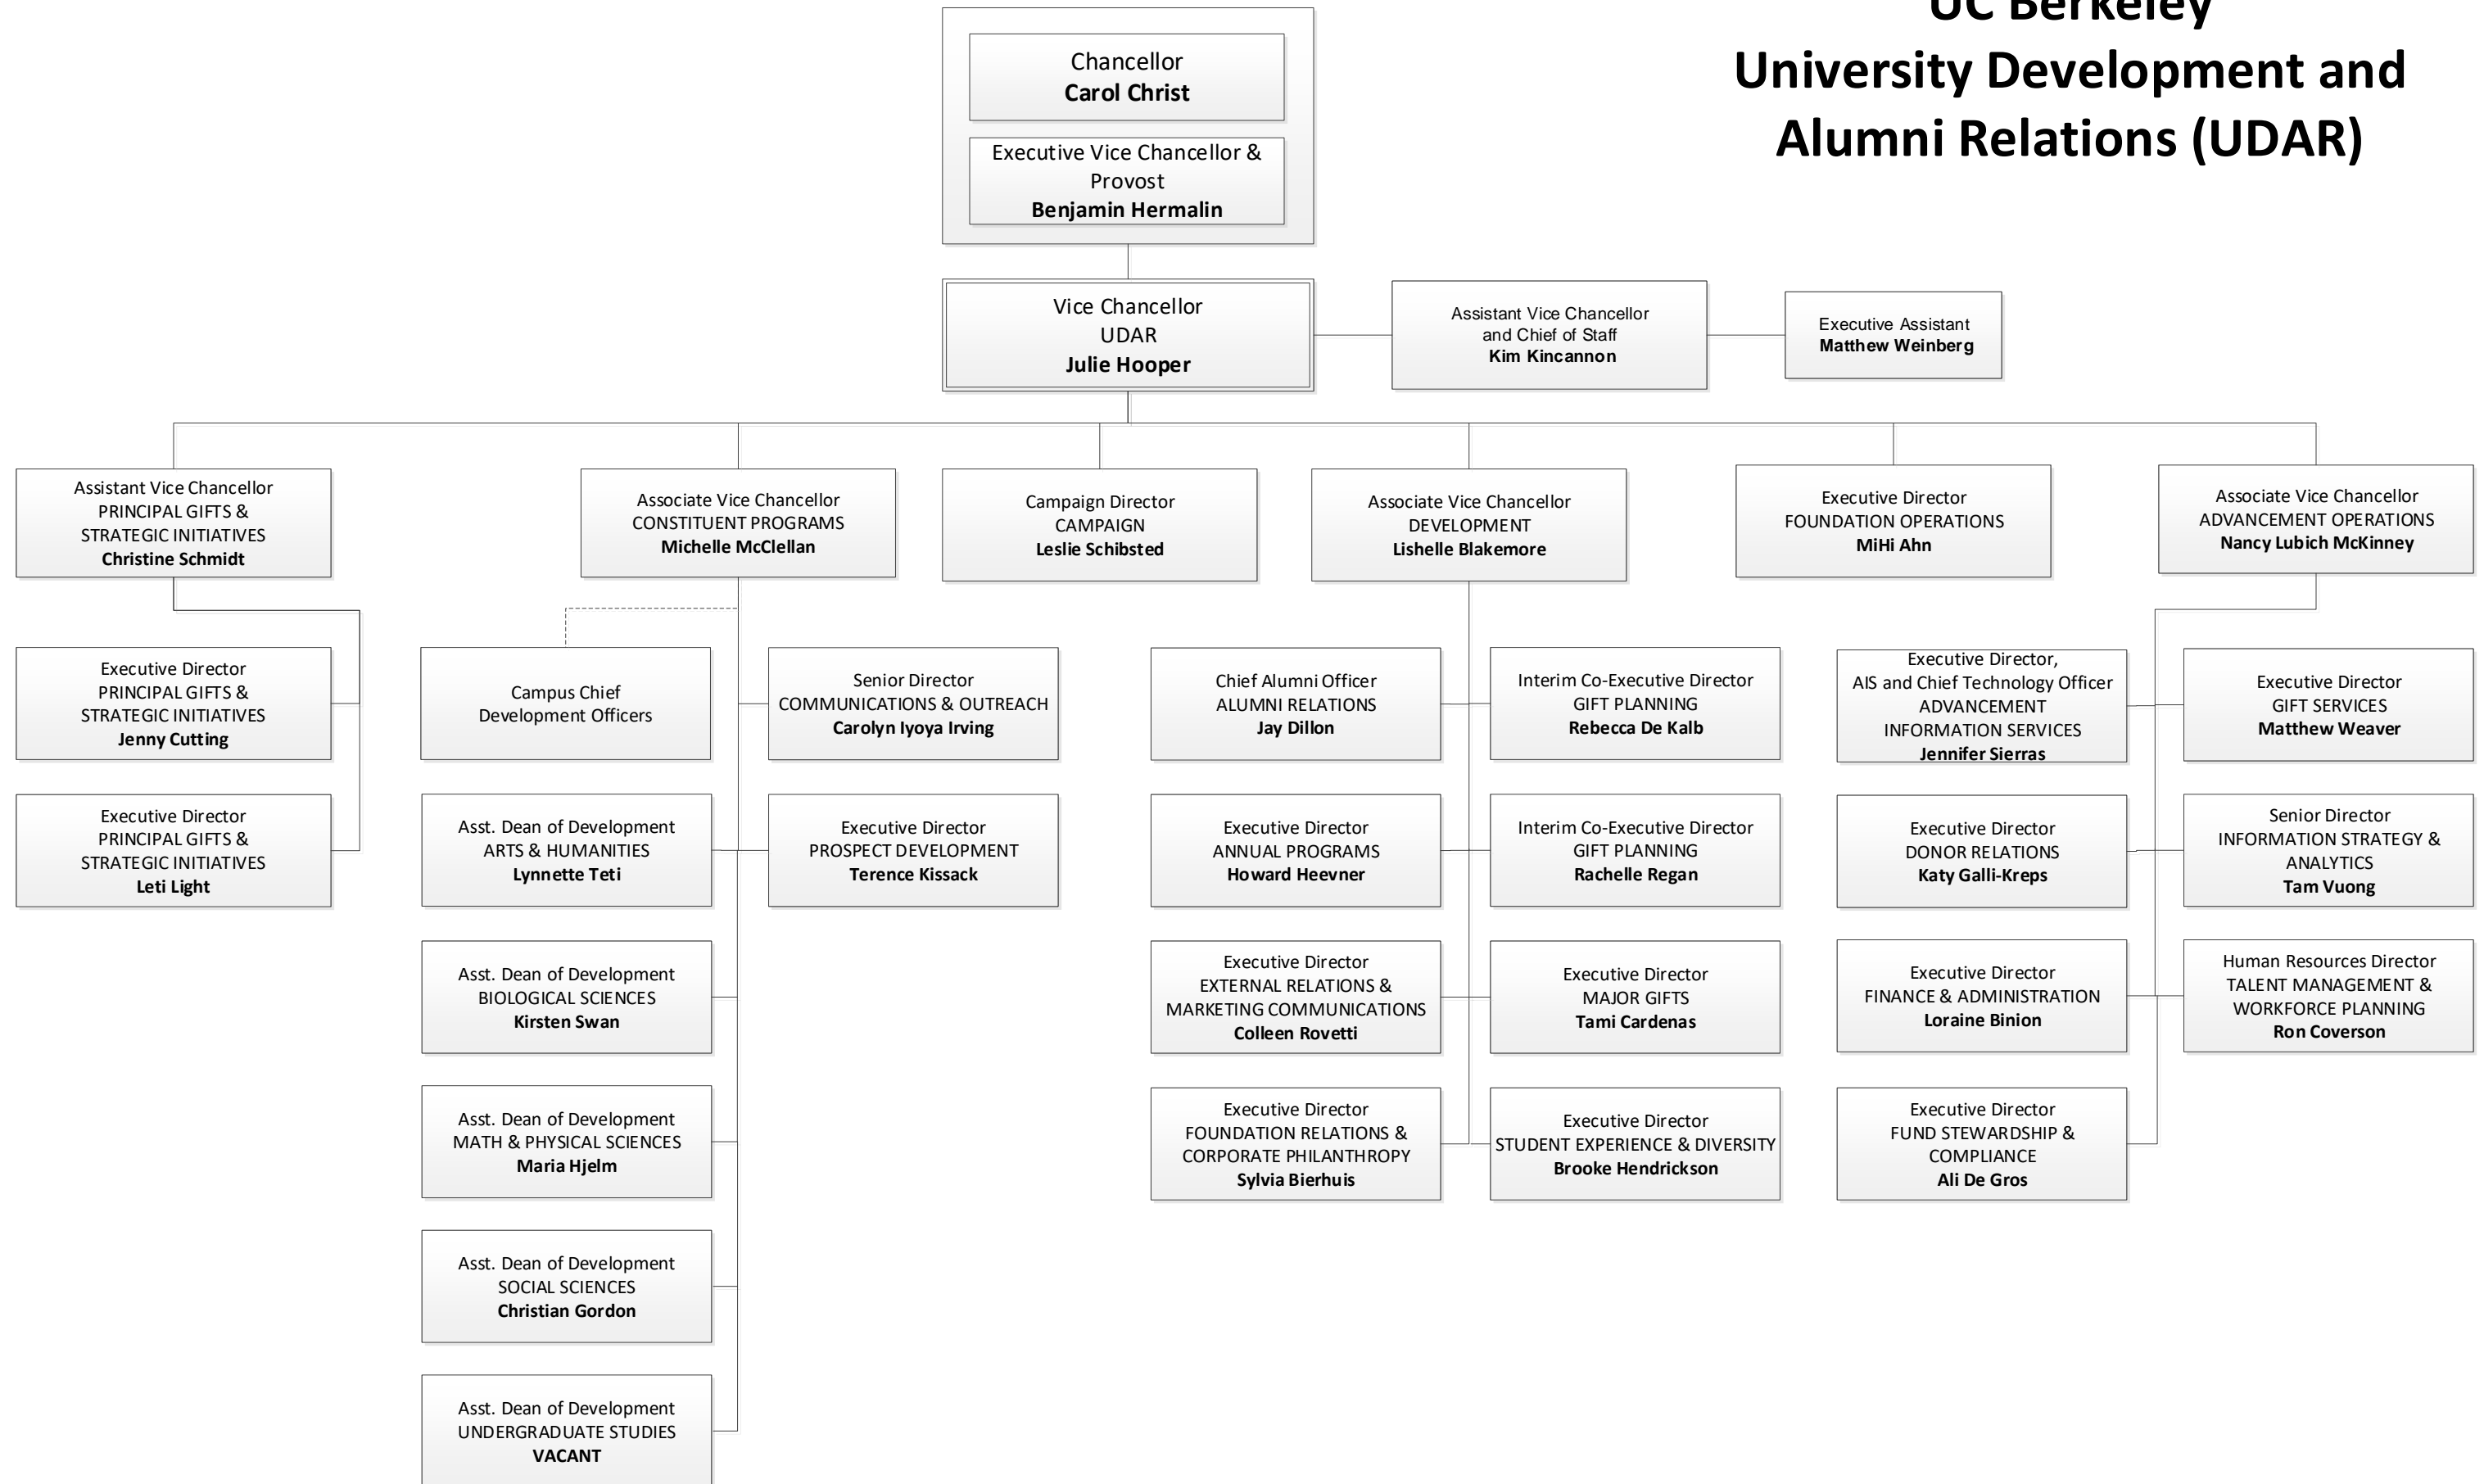 UC Berkeley
University Development and
Alumni Relations (UDAR)
Chancellor
Carol Christ
Executive Vice Chancellor &
Provost
Benjamin Hermalin
Vice Chancellor
UDAR
Julie Hooper
Assistant Vice Chancellor
and Chief of Staff
Kim Kincannon
Executive Assistant
Matthew Weinberg
Assistant Vice Chancellor
PRINCIPAL GIFTS &
STRATEGIC INITIATIVES
Christine Schmidt
Associate Vice Chancellor
CONSTITUENT PROGRAMS
Michelle McClellan
Campaign Director
CAMPAIGN
Leslie Schibsted
Associate Vice Chancellor
DEVELOPMENT
Lishelle Blakemore
Executive Director
FOUNDATION OPERATIONS
MiHi Ahn
Associate Vice Chancellor
ADVANCEMENT OPERATIONS
Nancy Lubich McKinney
Executive Director
PRINCIPAL GIFTS &
STRATEGIC INITIATIVES
Jenny Cutting
Campus Chief
Development Officers
Senior Director
COMMUNICATIONS & OUTREACH
Carolyn Iyoya Irving
Chief Alumni Officer
ALUMNI RELATIONS
Jay Dillon
Interim Co-Executive Director
GIFT PLANNING
Rebecca De Kalb
Executive Director,
AIS and Chief Technology Officer
ADVANCEMENT
INFORMATION SERVICES
Jennifer Sierras
Executive Director
GIFT SERVICES
Matthew Weaver
Executive Director
PRINCIPAL GIFTS &
STRATEGIC INITIATIVES
Leti Light
Asst. Dean of Development
ARTS & HUMANITIES
Lynnette Teti
Executive Director
PROSPECT DEVELOPMENT
Terence Kissack
Executive Director
ANNUAL PROGRAMS
Howard Heevner
Interim Co-Executive Director
GIFT PLANNING
Rachelle Regan
Executive Director
DONOR RELATIONS
Katy Galli-Kreps
Senior Director
INFORMATION STRATEGY &
ANALYTICS
Tam Vuong
Asst. Dean of Development
BIOLOGICAL SCIENCES
Kirsten Swan
Executive Director
EXTERNAL RELATIONS &
MARKETING COMMUNICATIONS
Colleen Rovetti
Executive Director
MAJOR GIFTS
Tami Cardenas
Executive Director
FINANCE & ADMINISTRATION
Loraine Binion
Human Resources Director
TALENT MANAGEMENT &
WORKFORCE PLANNING
Ron Coverson
Asst. Dean of Development
MATH & PHYSICAL SCIENCES
Maria Hjelm
Executive Director
FOUNDATION RELATIONS &
CORPORATE PHILANTHROPY
Sylvia Bierhuis
Executive Director
STUDENT EXPERIENCE & DIVERSITY
Brooke Hendrickson
Executive Director
FUND STEWARDSHIP &
COMPLIANCE
Ali De Gros
Asst. Dean of Development
SOCIAL SCIENCES
Christian Gordon
Asst. Dean of Development
UNDERGRADUATE STUDIES
VACANT